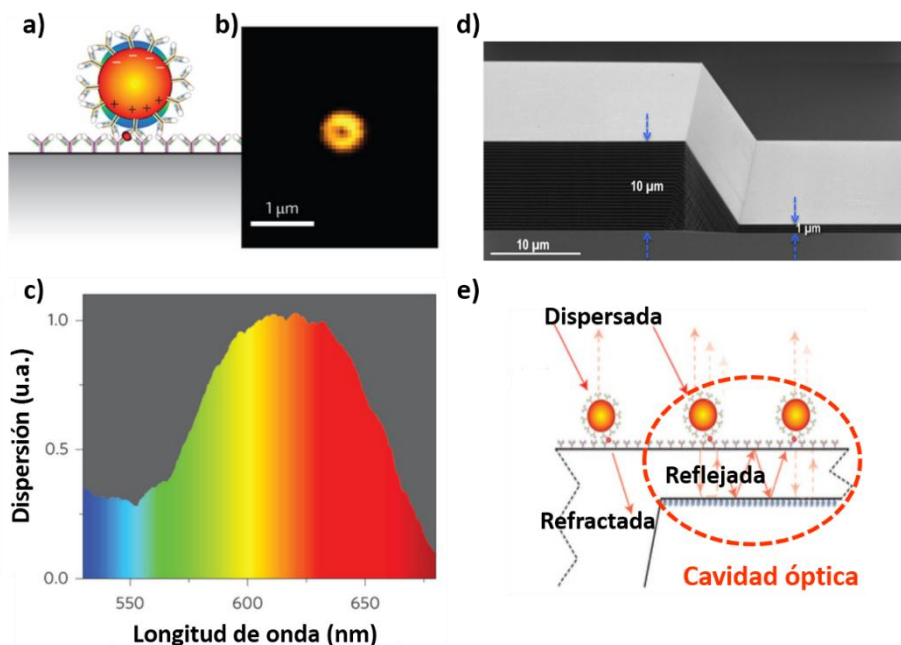 a)
b)
1 μm
c)
Dispersión (u.a.)
1.0
0.5
0.0
550
600
650
Longitud de onda (nm)
d)
10 μm
1 μm
10 μm
e)
Dispersada
Reflejada
Refractada
Cavidad óptica